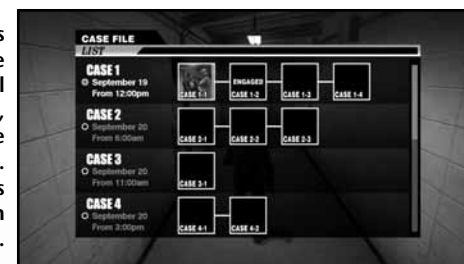 s
e
l
,
e
.
s
n
.
CASE FILE
LIST
CASE 1
September 19
From 12:00pm
CASE 1-1
ENGAGED
CASE 1-2
CASE 1-3
CASE 1-4
CASE 2
September 20
From 6:00am
CASE 2-1
CASE 2-2
CASE 2-3
CASE 3
September 20
From 11:00am
CASE 3-1
CASE 4
September 20
From 3:00pm
CASE 4-1
CASE 4-2